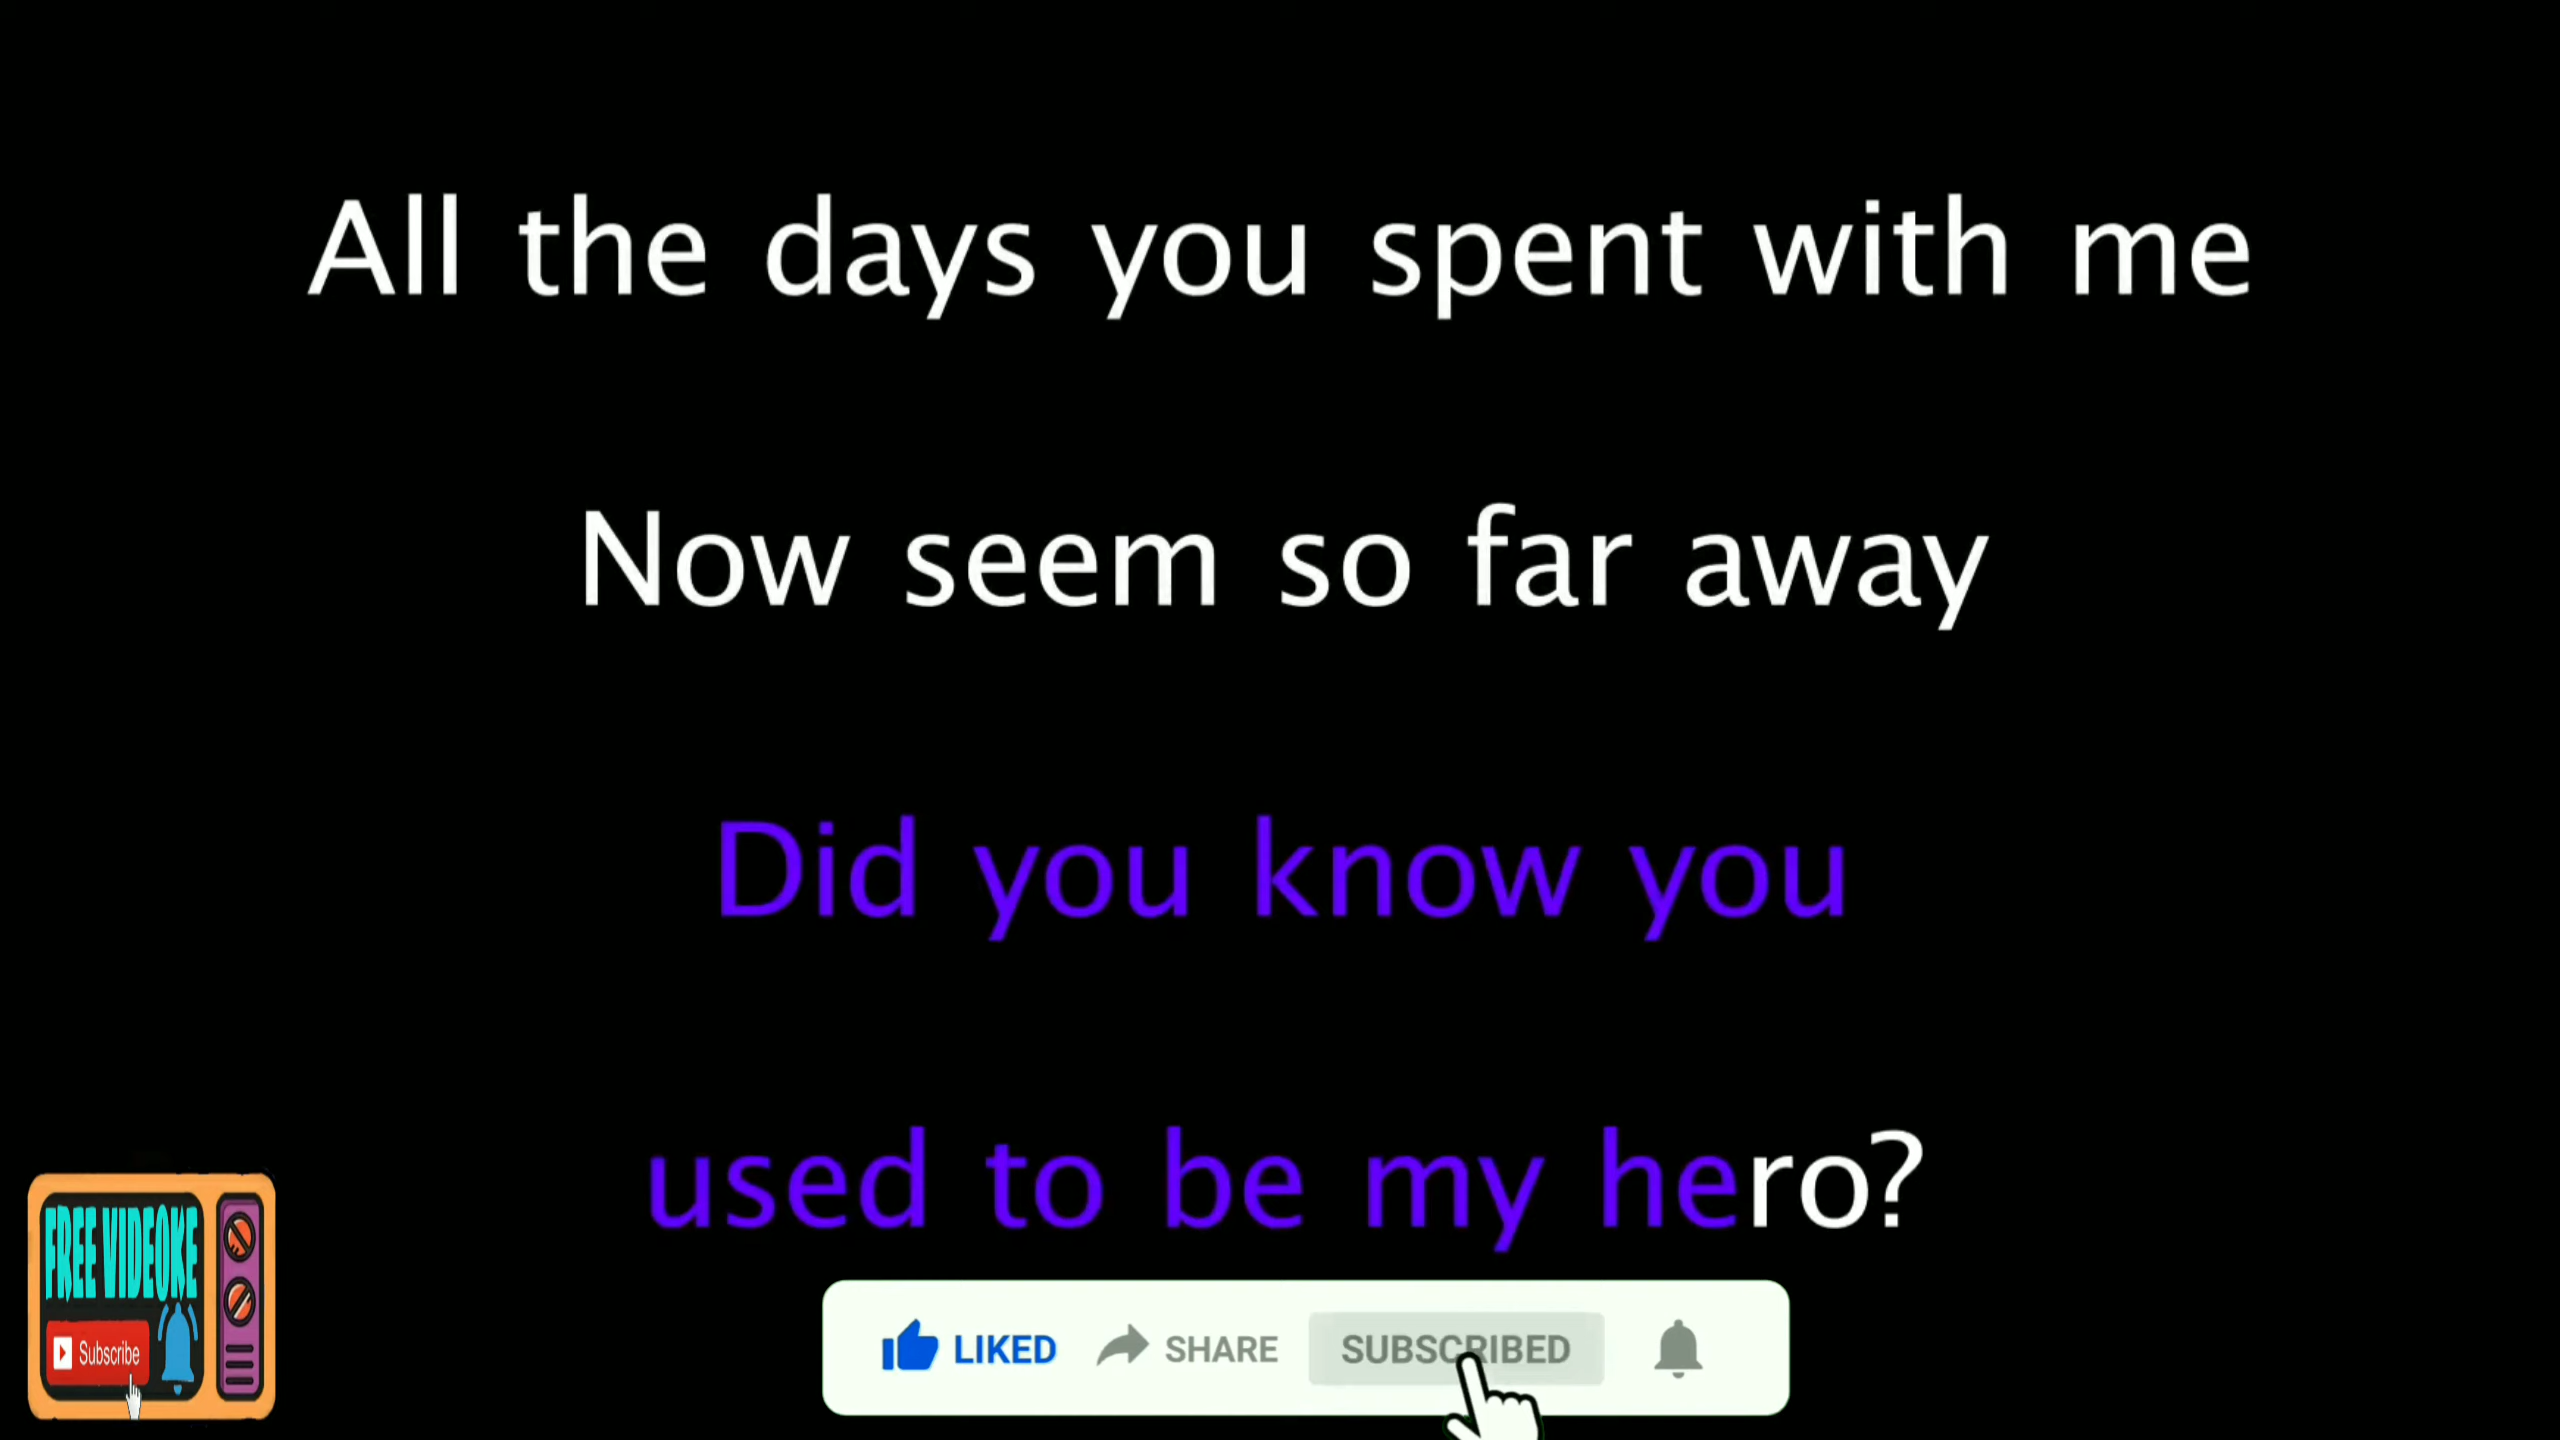 All the days you spent with me
Now seem so far away
Did you know you
used to be my hero?
FREE VIDEOKE
Subscribe
LIKED SHARE SUBSCRIBED